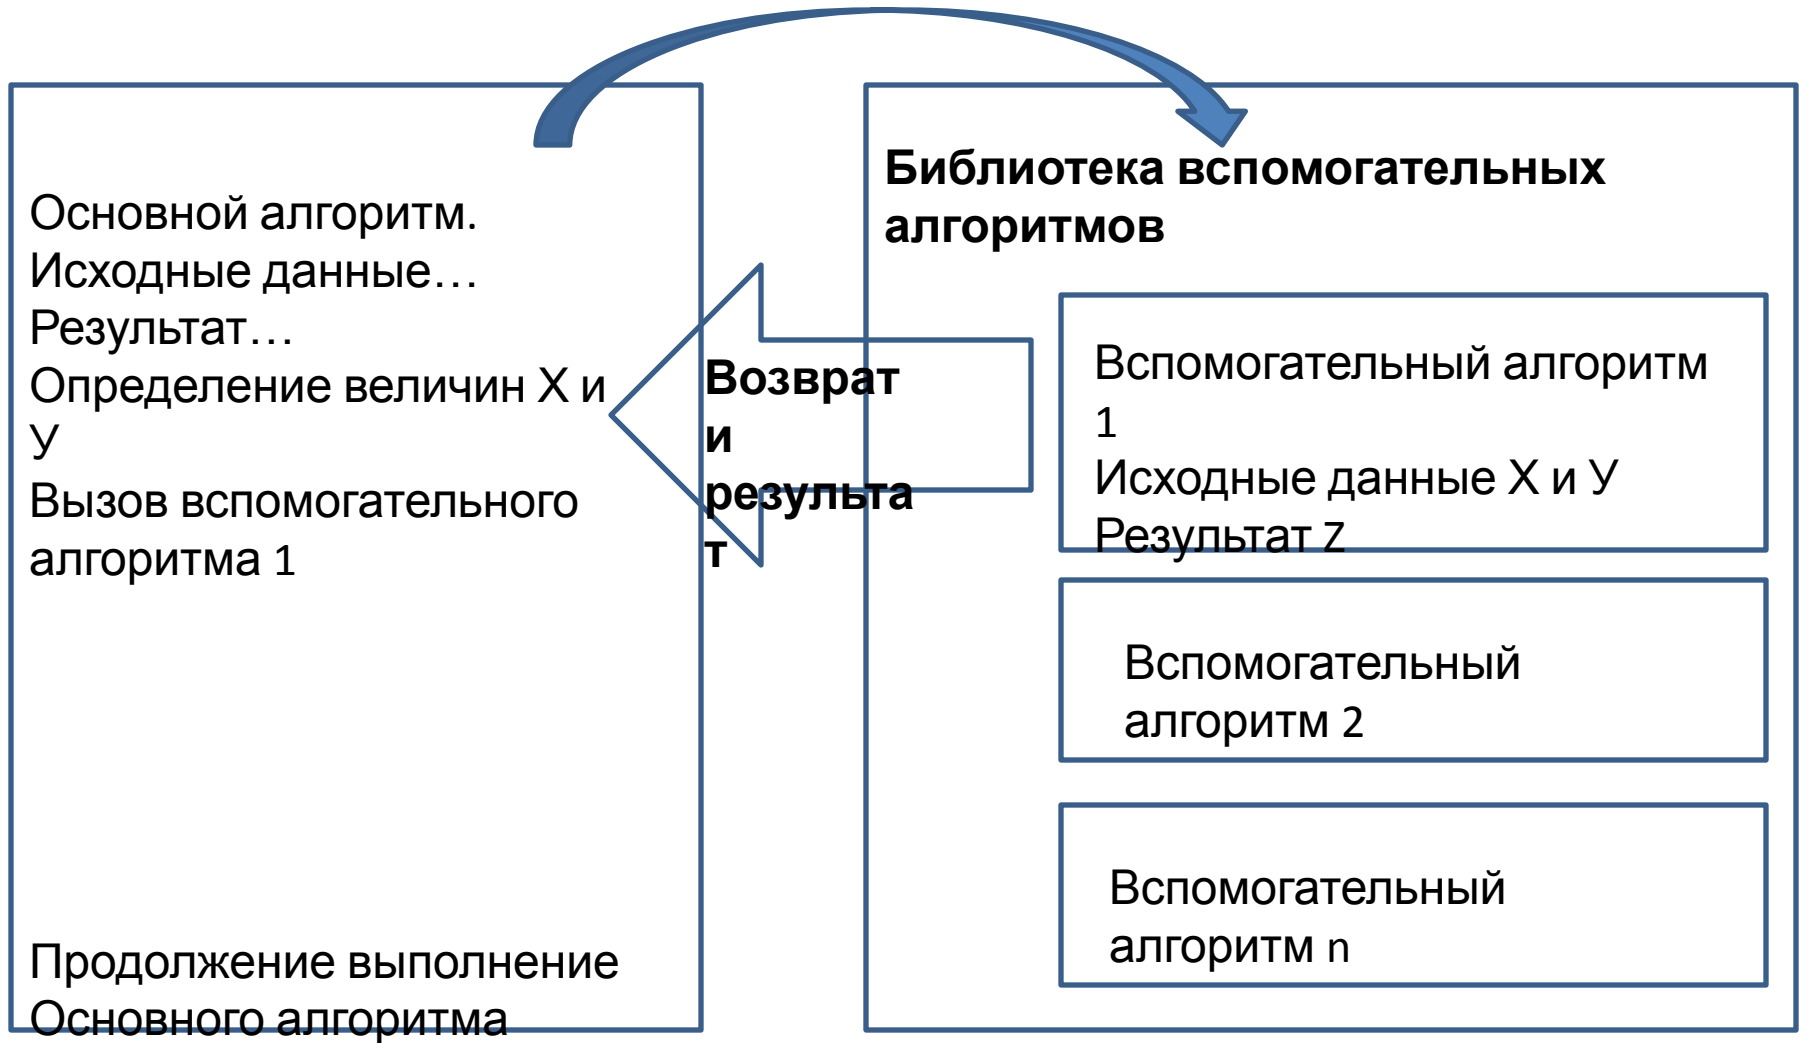 Основной алгоритм.
Исходные данные…
Результат…
Определение величин Х и
У
Вызов вспомогательного
алгоритма 1
Продолжение выполнение
Основного алгоритма
Возврат
и
результа
т
Библиотека вспомогательных
алгоритмов
Вспомогательный алгоритм
1
Исходные данные Х и У
Результат Z
Вспомогательный
алгоритм 2
Вспомогательный
алгоритм n